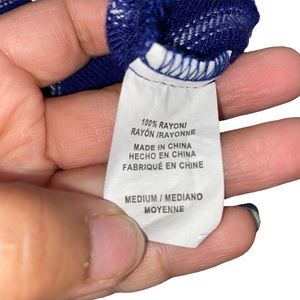 100% RAYON/
RAYÓN /RAYONNE
MADE IN CHINA
HECHO EN CHINA
FABRIQUÉ EN CHINE
MEDIUM / MEDIANO
MOYENNE